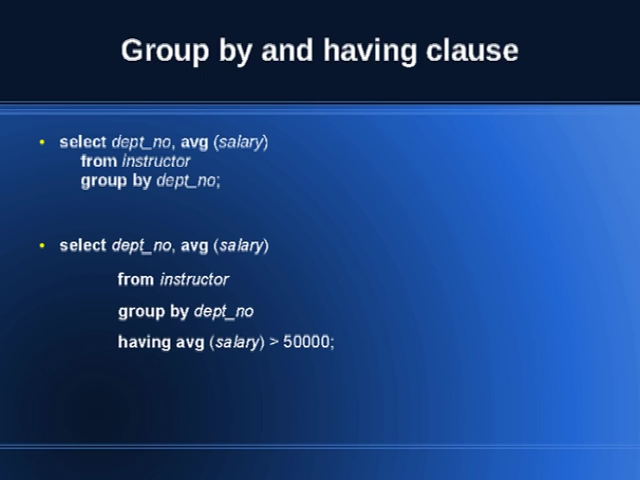 Group by and having clause
• select dept_no, avg (salary)
from instructor
group by dept_no;
• select dept_no, avg (salary)
from instructor
group by dept_no
having avg (salary) > 50000;